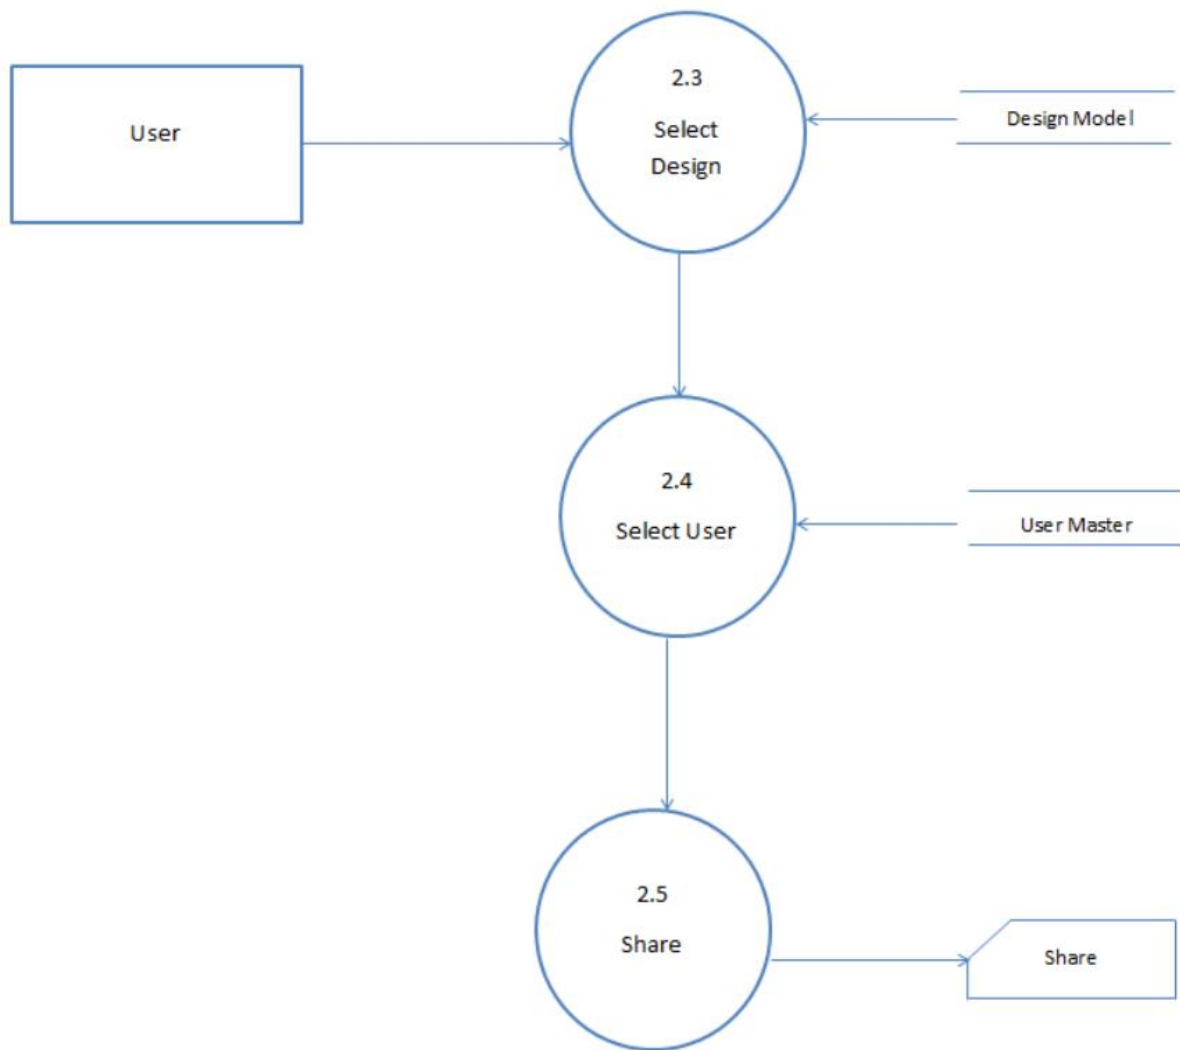 User
2.3
Select
Design
Design Model
2.4
Select User
User Master
2.5
Share
Share